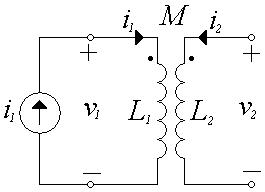 i₁ M i₂
+ +
i₁ v₁ L₁ L₂ v₂
− −